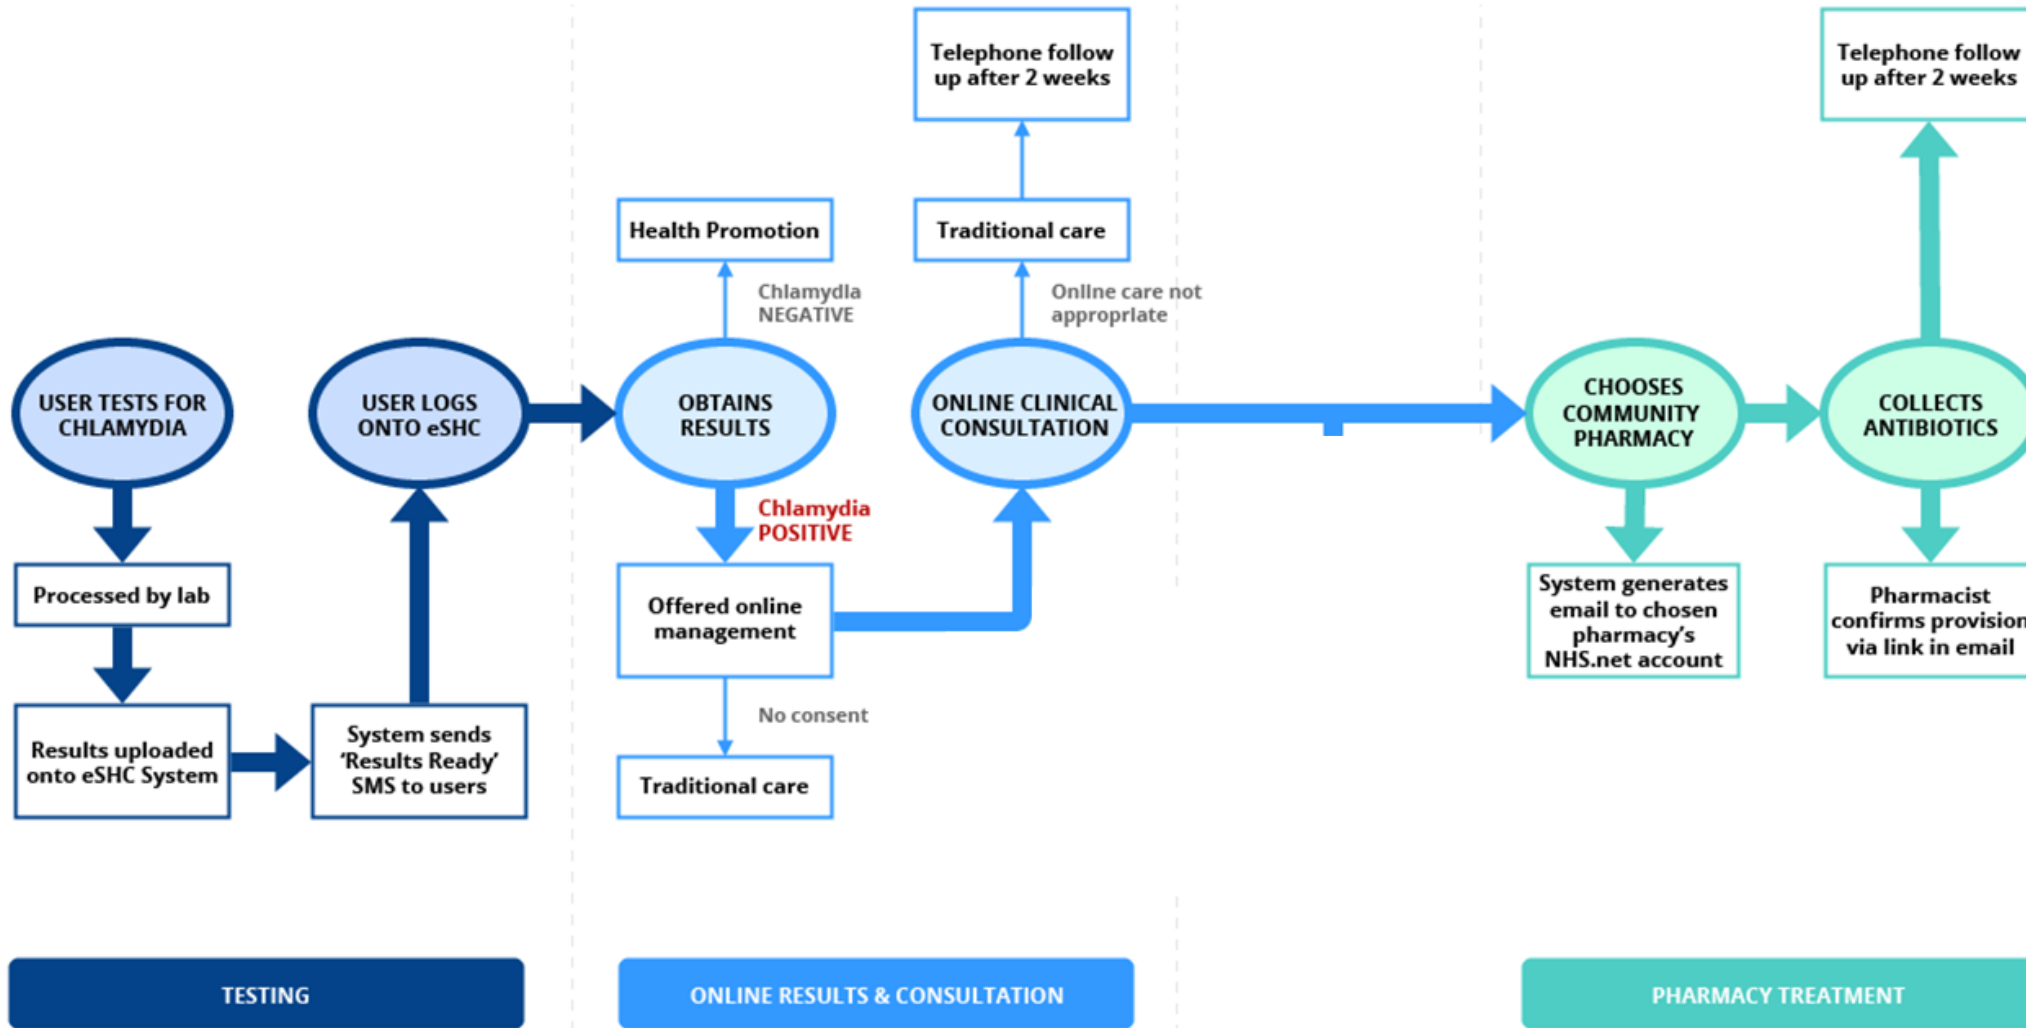 Telephone follow
up after 2 weeks
Telephone follow
up after 2 weeks
Health Promotion
Traditional care
Chlamydia
NEGATIVE
Online care not
appropriate
USER TESTS FOR
CHLAMYDIA
USER LOGS
ONTO eSHC
OBTAINS
RESULTS
ONLINE CLINICAL
CONSULTATION
CHOOSES
COMMUNITY
PHARMACY
COLLECTS
ANTIBIOTICS
Chlamydia
POSITIVE
Processed by lab
Offered online
management
System generates
email to chosen
pharmacy’s
NHS.net account
Pharmacist
confirms provision
via link in email
No consent
Results uploaded
onto eSHC System
System sends
‘Results Ready’
SMS to users
Traditional care
TESTING
ONLINE RESULTS & CONSULTATION
PHARMACY TREATMENT